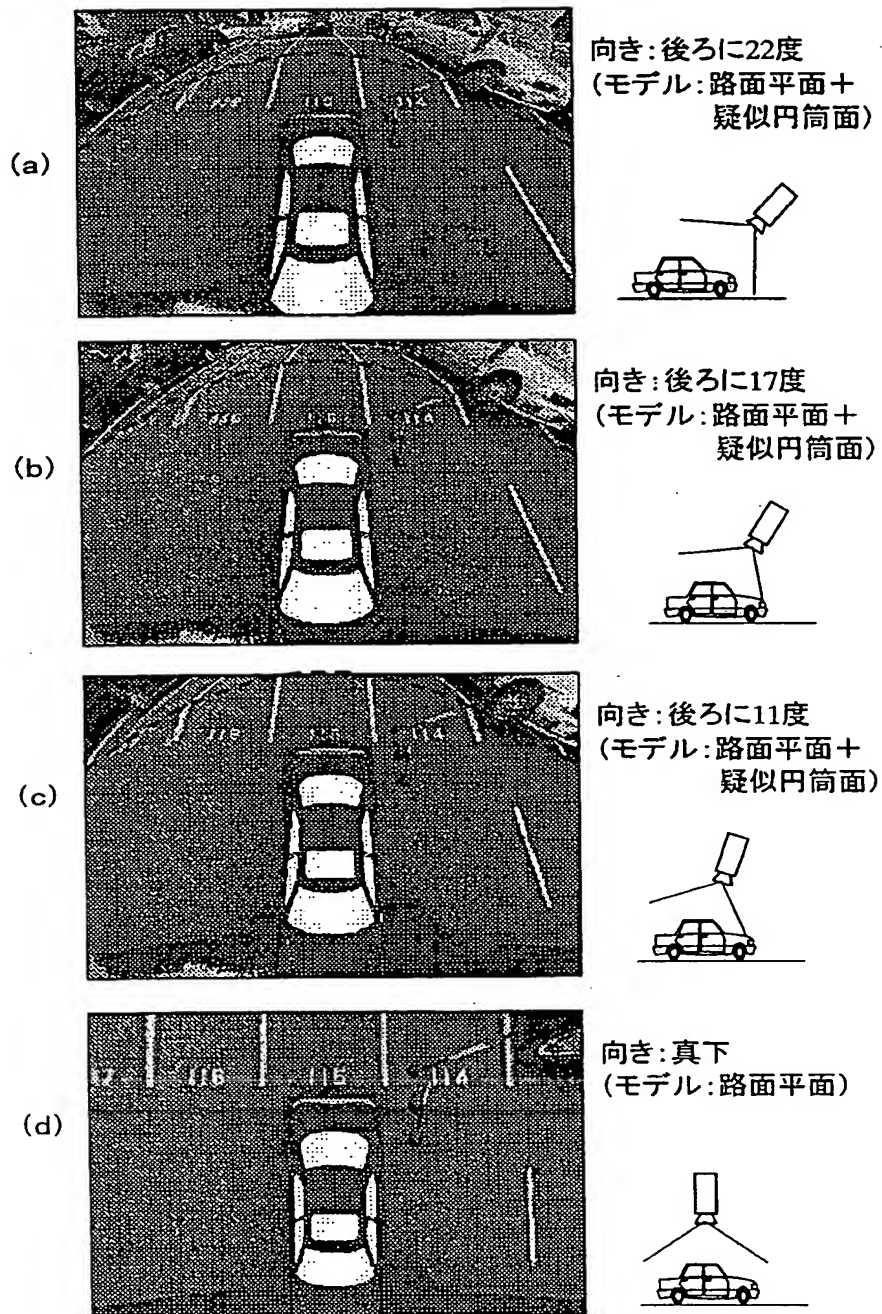 (a)
向き:後ろに22度
(モデル:路面平面+
疑似円筒面)
114
(b)
向き:後ろに17度
(モデル:路面平面+
疑似円筒面)
114
(c)
向き:後ろに11度
(モデル:路面平面+
疑似円筒面)
114
(d)
向き:真下
(モデル:路面平面)
116 115 114